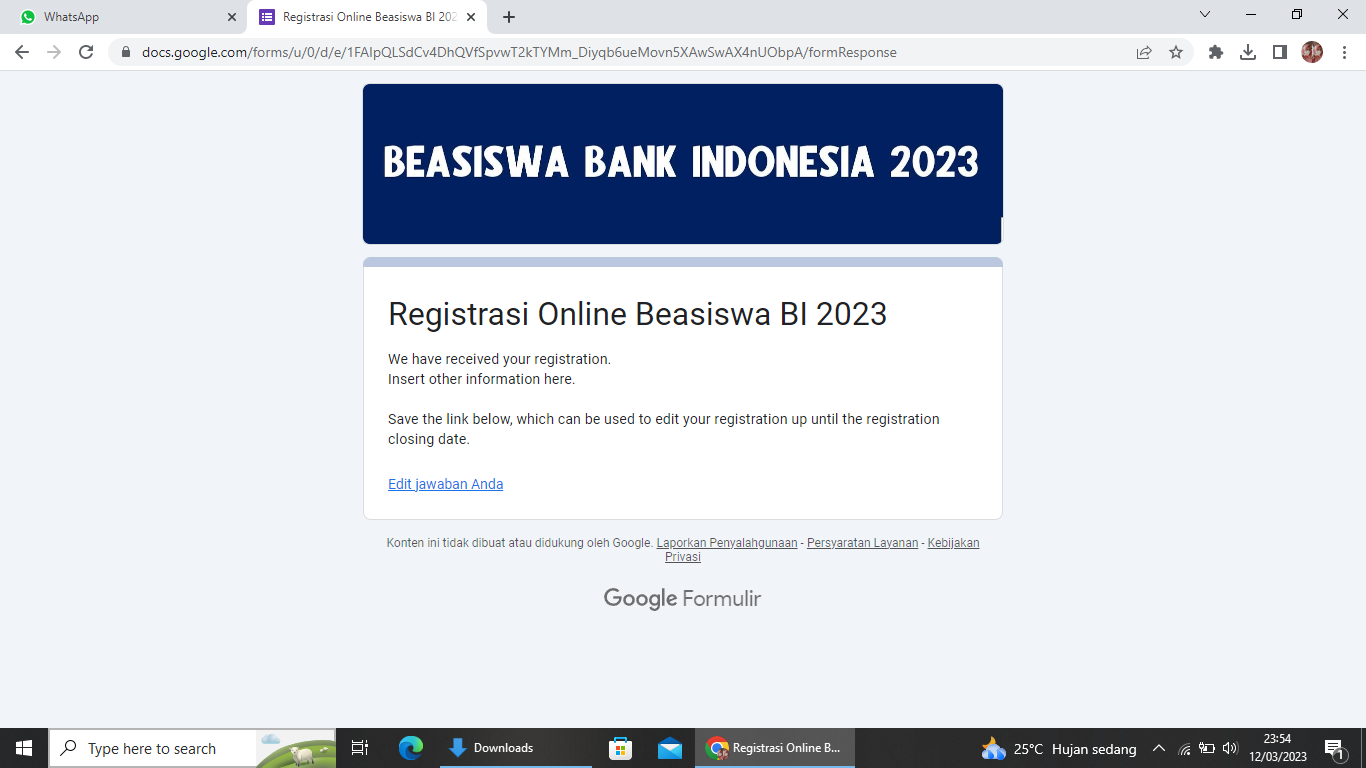 WhatsApp
Registrasi Online Beasiswa BI 202
docs.google.com/forms/u/0/d/e/1FAIpQLSdCv4DhQVfSpvwT2kTYMm_Diyqb6ueMovn5XAwSwAX4nUObpA/formResponse
BEASISWA BANK INDONESIA 2023
Registrasi Online Beasiswa BI 2023
We have received your registration.
Insert other information here.
Save the link below, which can be used to edit your registration up until the registration
closing date.
Edit jawaban Anda
Konten ini tidak dibuat atau didukung oleh Google. Laporkan Penyalahgunaan - Persyaratan Layanan - Kebijakan
Privasi
Google Formulir
Type here to search
Downloads
Registrasi Online B...
25°C Hujan sedang
23:54
12/03/2023
1